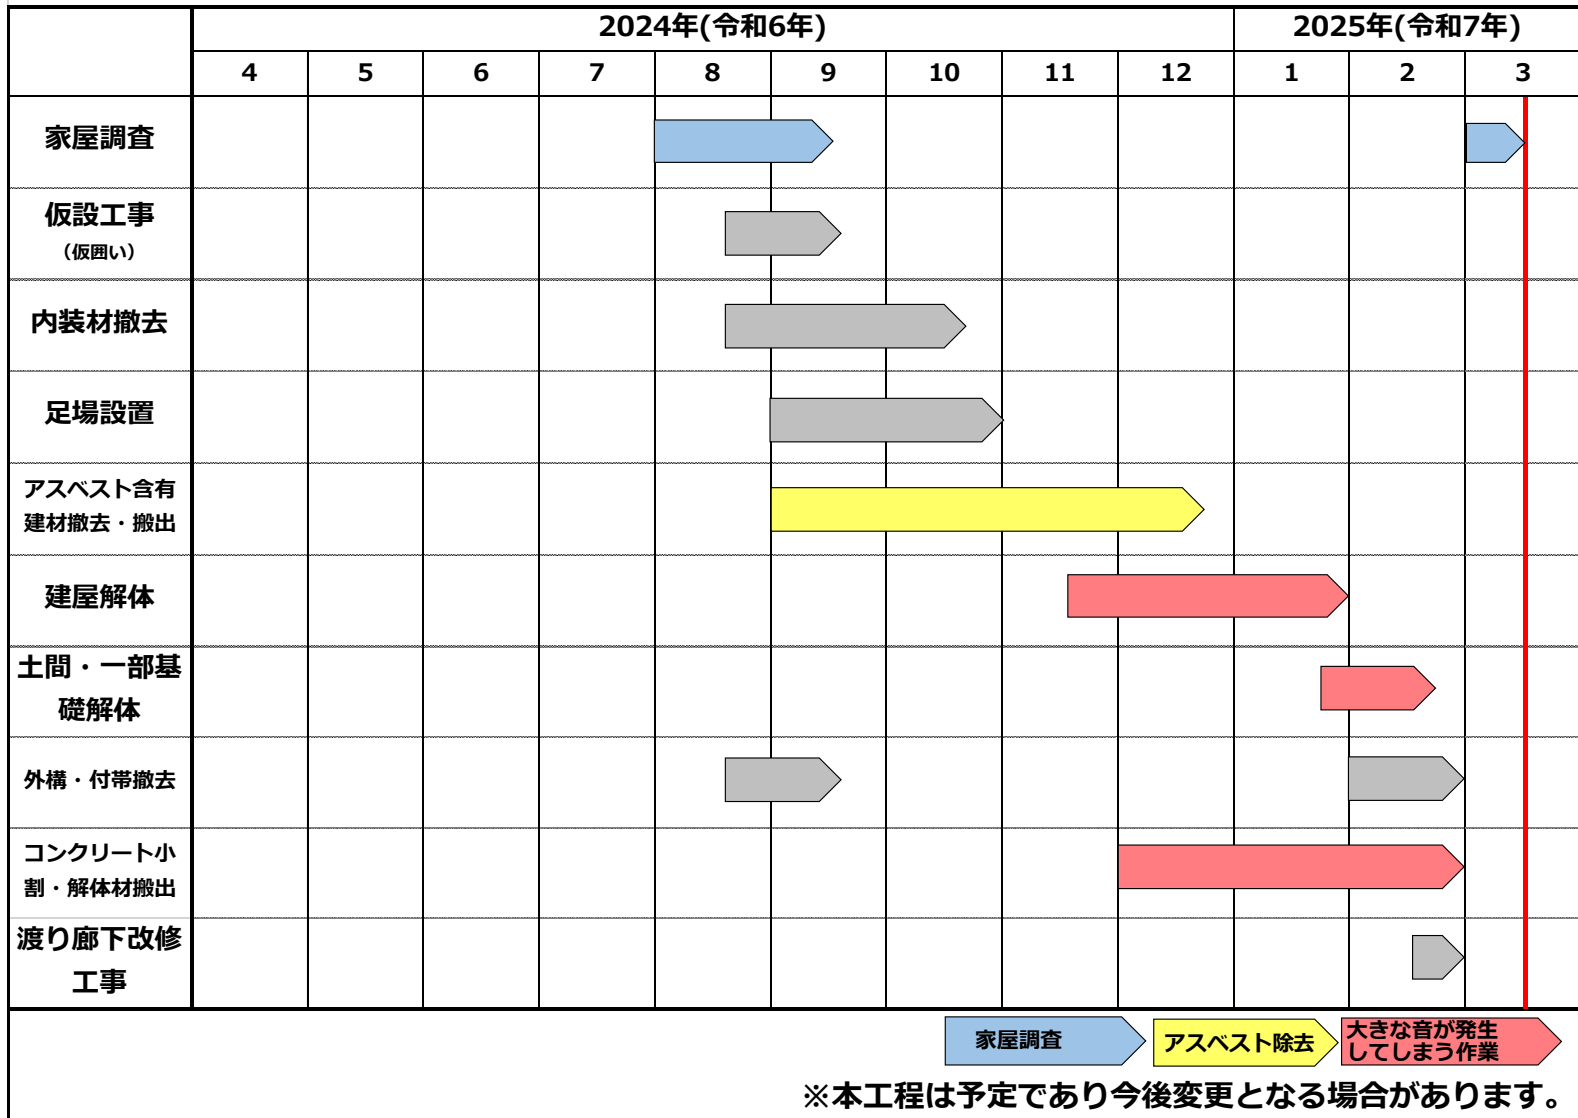 2024年(令和6年) 2025年(令和7年)
4 5 6 7 8 9 10 11 12 1 2 3
家屋調査
仮設工事
（仮囲い）
内装材撤去
足場設置
アスベスト含有
建材撤去・搬出
建屋解体
土間・一部基
礎解体
外構・付帯撤去
コンクリート小
割・解体材搬出
渡り廊下改修
工事
家屋調査
アスベスト除去
大きな音が発生
してしまう作業
※本工程は予定であり今後変更となる場合があります。